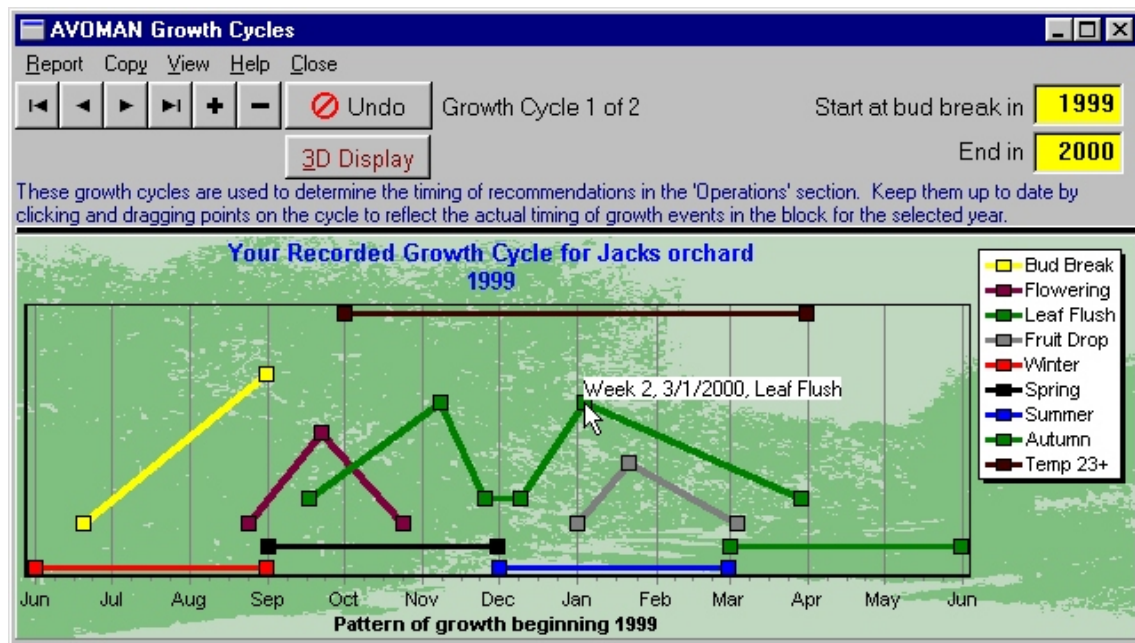 AVOMAN Growth Cycles
Report Copy View Help Close
Undo Growth Cycle 1 of 2 Start at bud break in 1999
3D Display End in 2000
These growth cycles are used to determine the timing of recommendations in the 'Operations' section. Keep them up to date by
clicking and dragging points on the cycle to reflect the actual timing of growth events in the block for the selected year.
Your Recorded Growth Cycle for Jacks orchard
1999
Bud Break
Flowering
Leaf Flush
Fruit Drop
Winter
Spring
Summer
Autumn
Temp 23+
Week 2, 3/1/2000, Leaf Flush
Jun Jul Aug Sep Oct Nov Dec Jan Feb Mar Apr May Jun
Pattern of growth beginning 1999